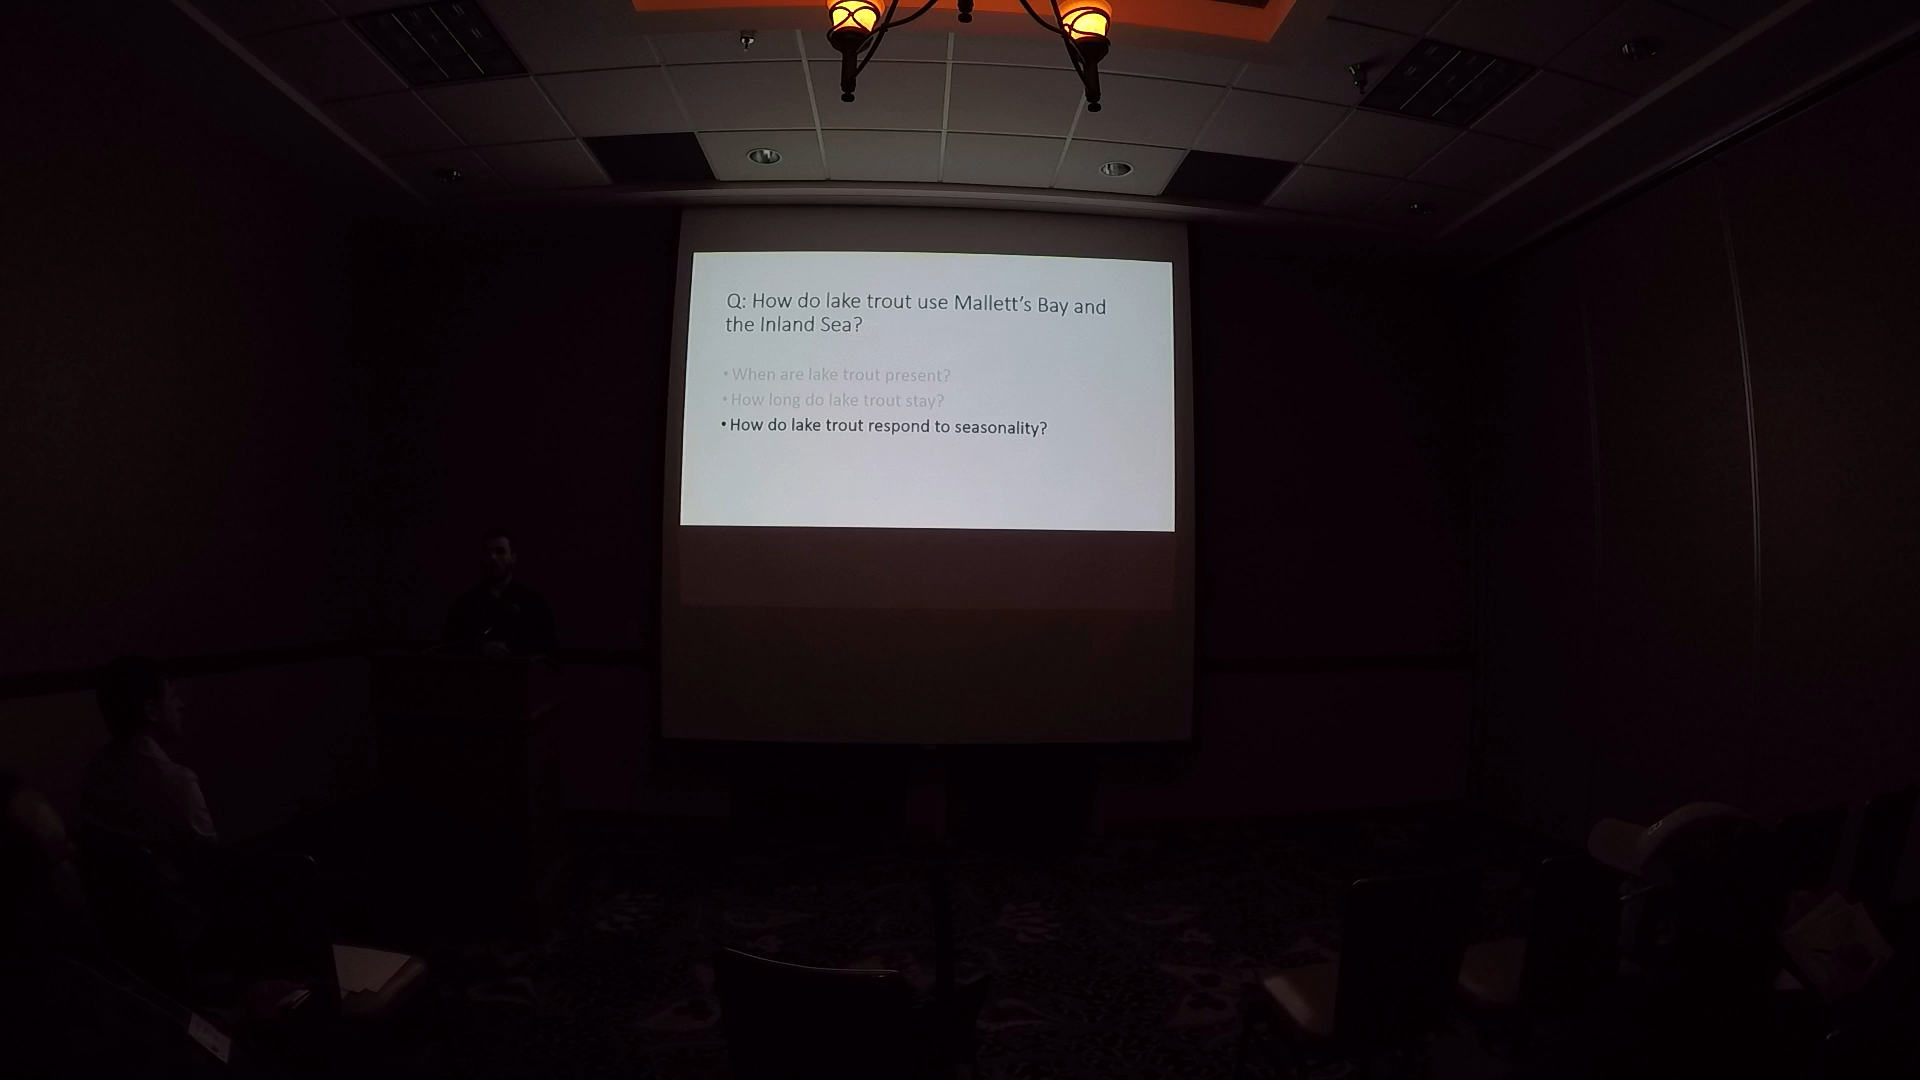 Q: How do lake trout use Mallett's Bay and
the Inland Sea?
• When are lake trout present?
• How long do lake trout stay?
• How do lake trout respond to seasonality?